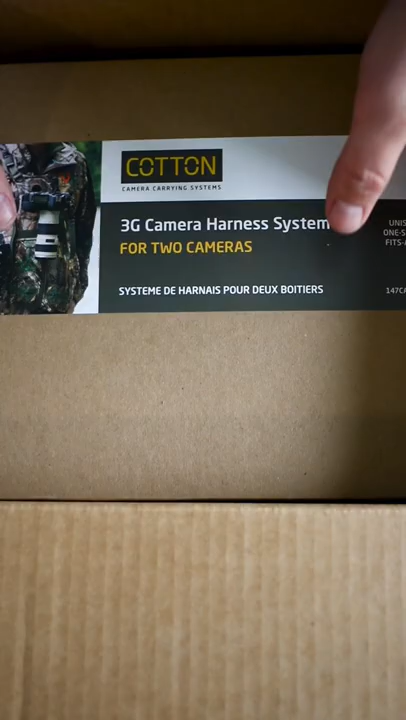 COTTON
CAMERA CARRYING SYSTEMS
3G Camera Harness System
FOR TWO CAMERAS
SYSTEME DE HARNAIS POUR DEUX BOITIERS